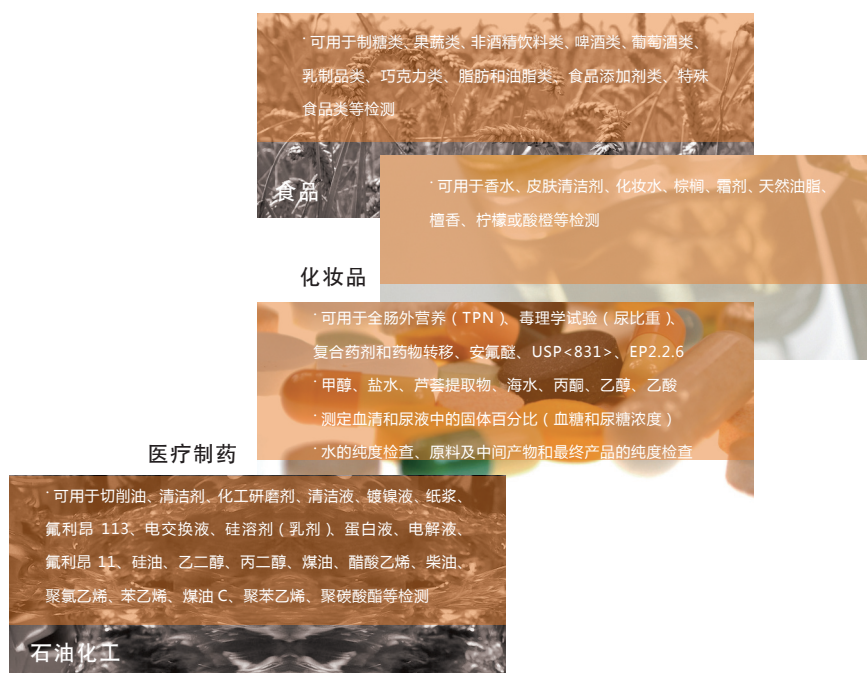 ·可用于制糖类、果蔬类、非酒精饮料类、啤酒类、葡萄酒类、
乳制品类、巧克力类、脂肪和油脂类、食品添加剂类、特殊
食品类等检测
食品
·可用于香水、皮肤清洁剂、化妆水、棕榈、霜剂、天然油脂、
檀香、柠檬或酸橙等检测
化妆品
·可用于全肠外营养（TPN）、毒理学试验（尿比重）、
复合药剂和药物转移、安氟醚、USP<831>、EP2.2.6
·甲醇、盐水、芦荟提取物、海水、丙酮、乙醇、乙酸
·测定血清和尿液中的固体百分比（血糖和尿糖浓度）
·水的纯度检查、原料及中间产物和最终产品的纯度检查
医疗制药
·可用于切削油、清洁剂、化工研磨剂、清洁液、镀镍液、纸浆、
氟利昂 113、电交换液、硅溶剂（乳剂）、蛋白液、电解液、
氟利昂 11、硅油、乙二醇、丙二醇、煤油、醋酸乙烯、柴油、
聚氯乙烯、苯乙烯、煤油 C、聚苯乙烯、聚碳酸酯等检测
石油化工